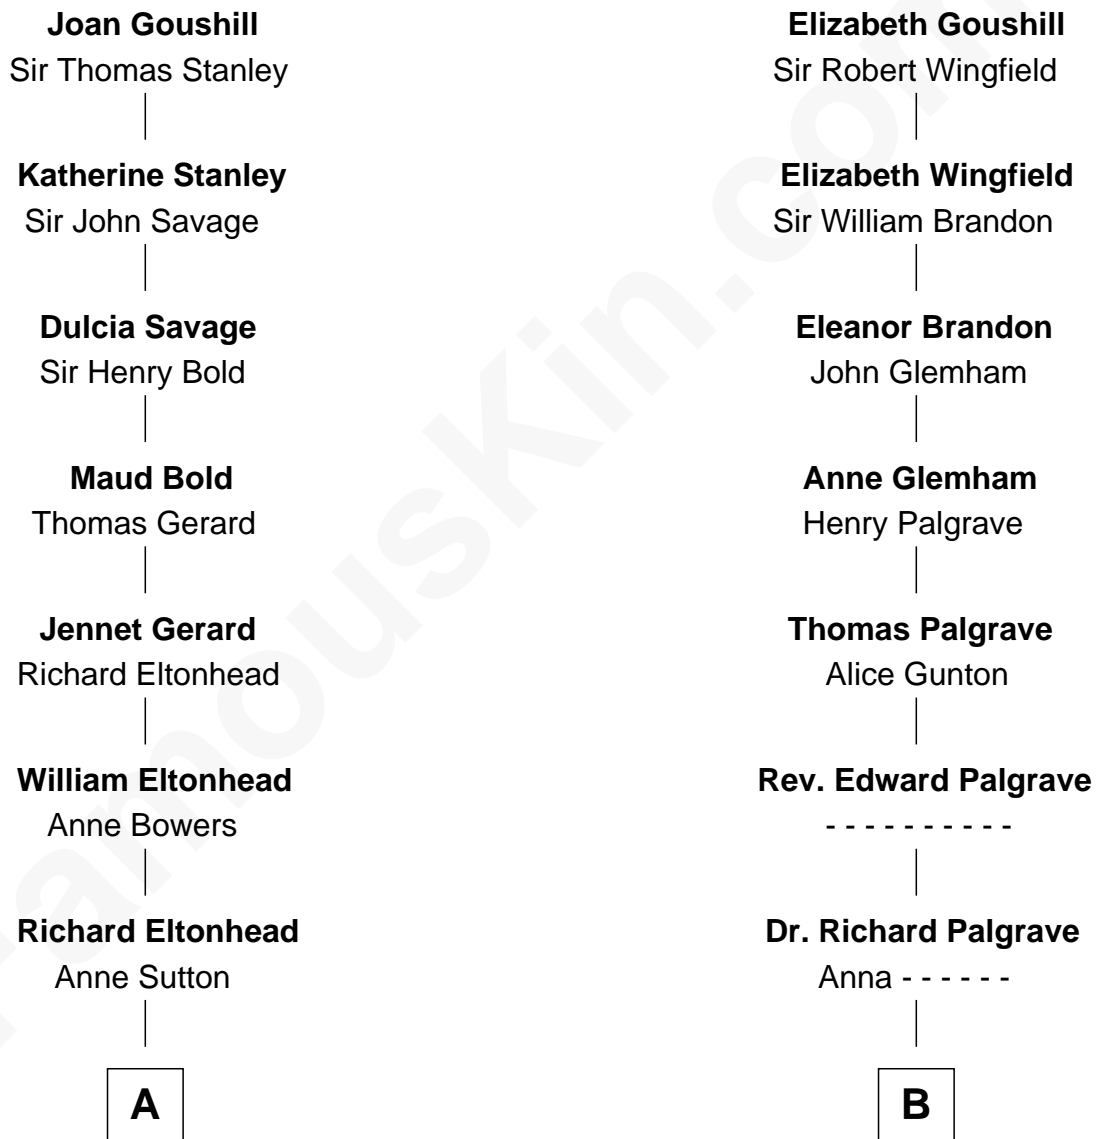 Joan Goushill
Sir Thomas Stanley
Katherine Stanley
Sir John Savage
Dulcia Savage
Sir Henry Bold
Maud Bold
Thomas Gerard
Jennet Gerard
Richard Eltonhead
William Eltonhead
Anne Bowers
Richard Eltonhead
Anne Sutton
A
Elizabeth Goushill
Sir Robert Wingfield
Elizabeth Wingfield
Sir William Brandon
Eleanor Brandon
John Glemham
Anne Glemham
Henry Palgrave
Thomas Palgrave
Alice Gunton
Rev. Edward Palgrave
- - - - - - - - - -
Dr. Richard Palgrave
Anna - - - - - -
B
FamousKin.com